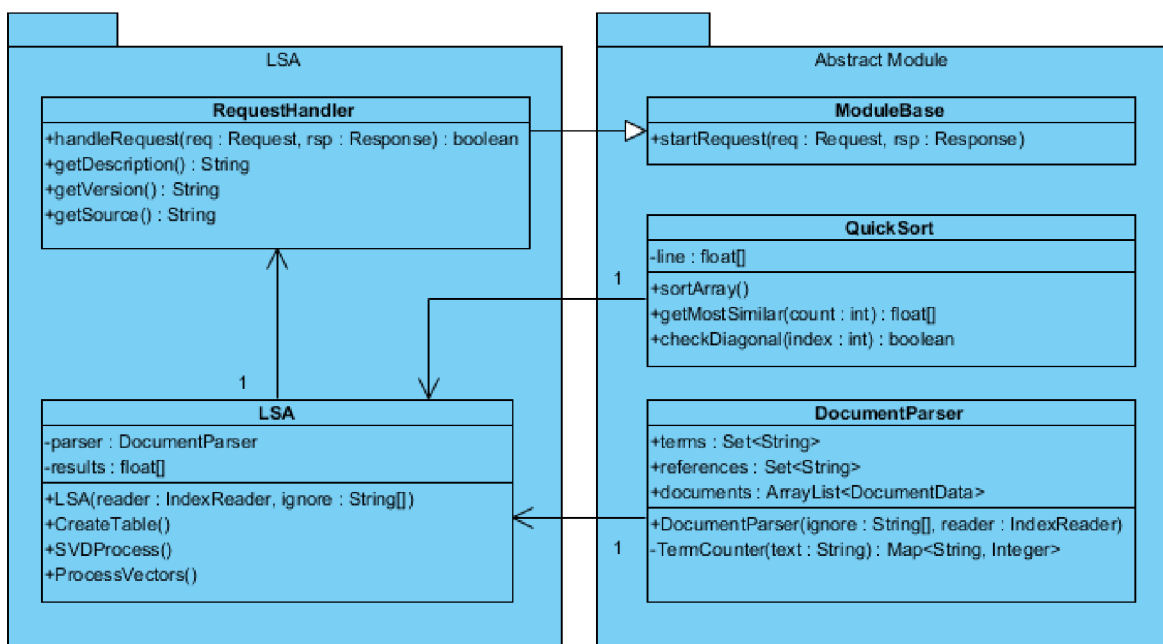 LSA
RequestHandler
+handleRequest(req : Request, rsp : Response) : boolean
+getDescription() : String
+getVersion() : String
+getSource() : String
1
LSA
-parser : DocumentParser
-results : float[]
+LSA(reader : IndexReader, ignore : String[])
+CreateTable()
+SVDProcess()
+ProcessVectors()
Abstract Module
ModuleBase
+startRequest(req : Request, rsp : Response)
QuickSort
-line : float[]
+sortArray()
+getMostSimilar(count : int) : float[]
+checkDiagonal(index : int) : boolean
1
DocumentParser
+terms : Set<String>
+references : Set<String>
+documents : ArrayList<DocumentData>
+DocumentParser(ignore : String[], reader : IndexReader)
-TermCounter(text : String) : Map<String, Integer>
1